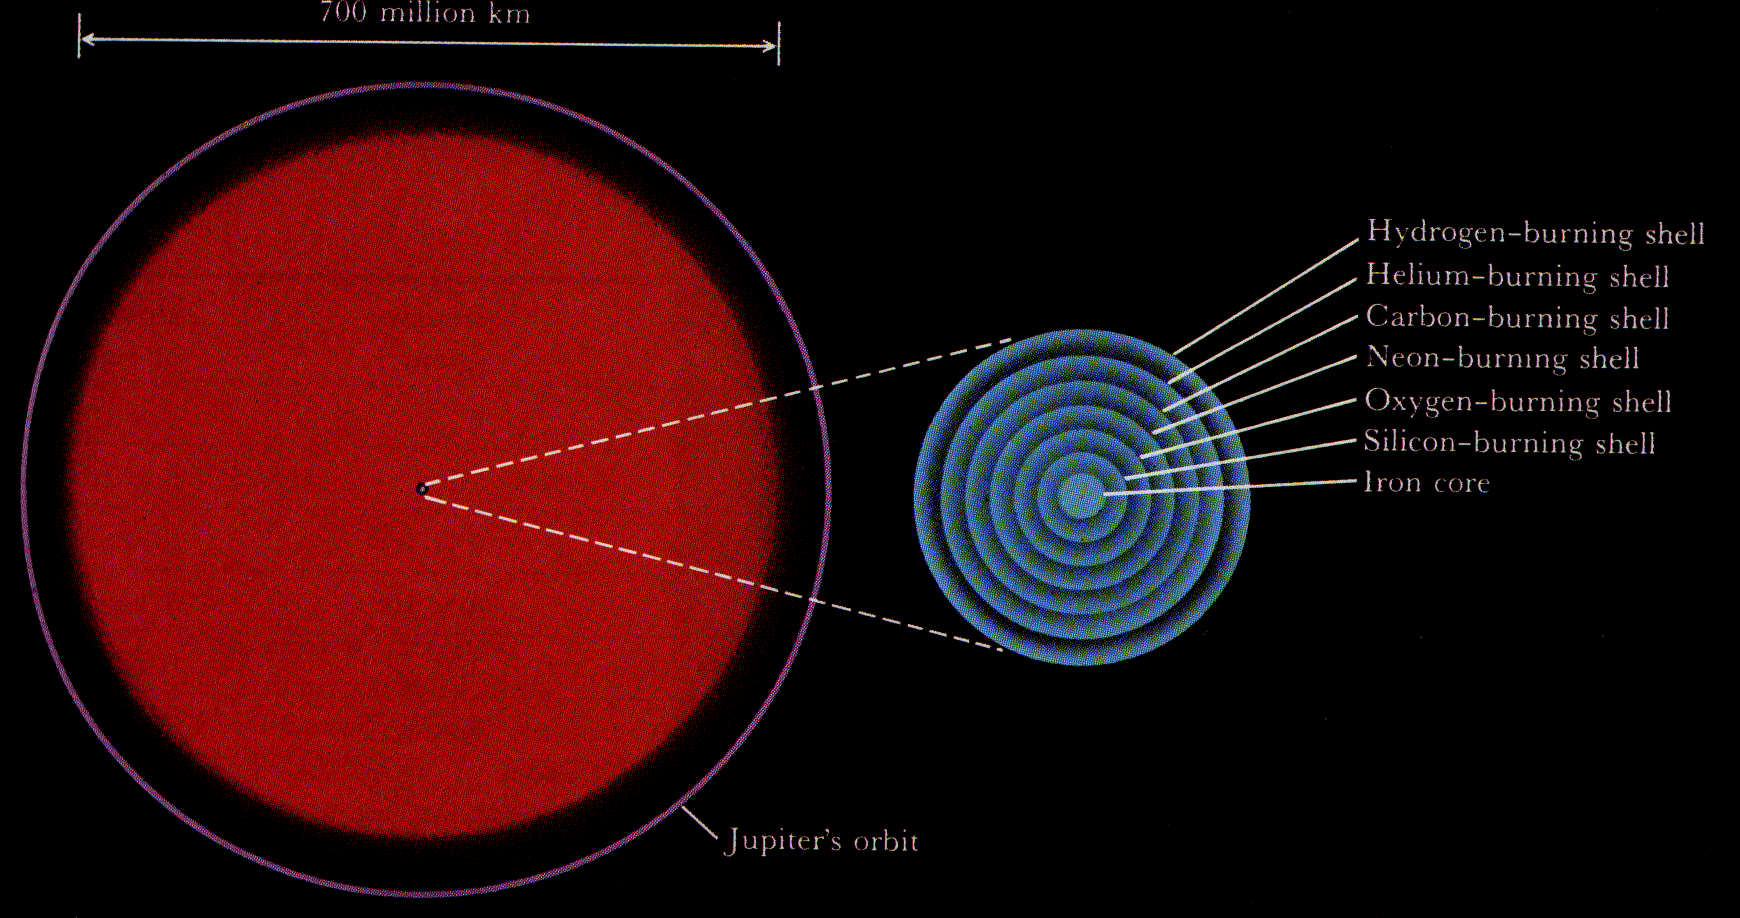 700 million km
Hydrogen-burning shell
Helium-burning shell
Carbon-burning shell
Neon-burning shell
Oxygen-burning shell
Silicon-burning shell
Iron core
Jupiter's orbit